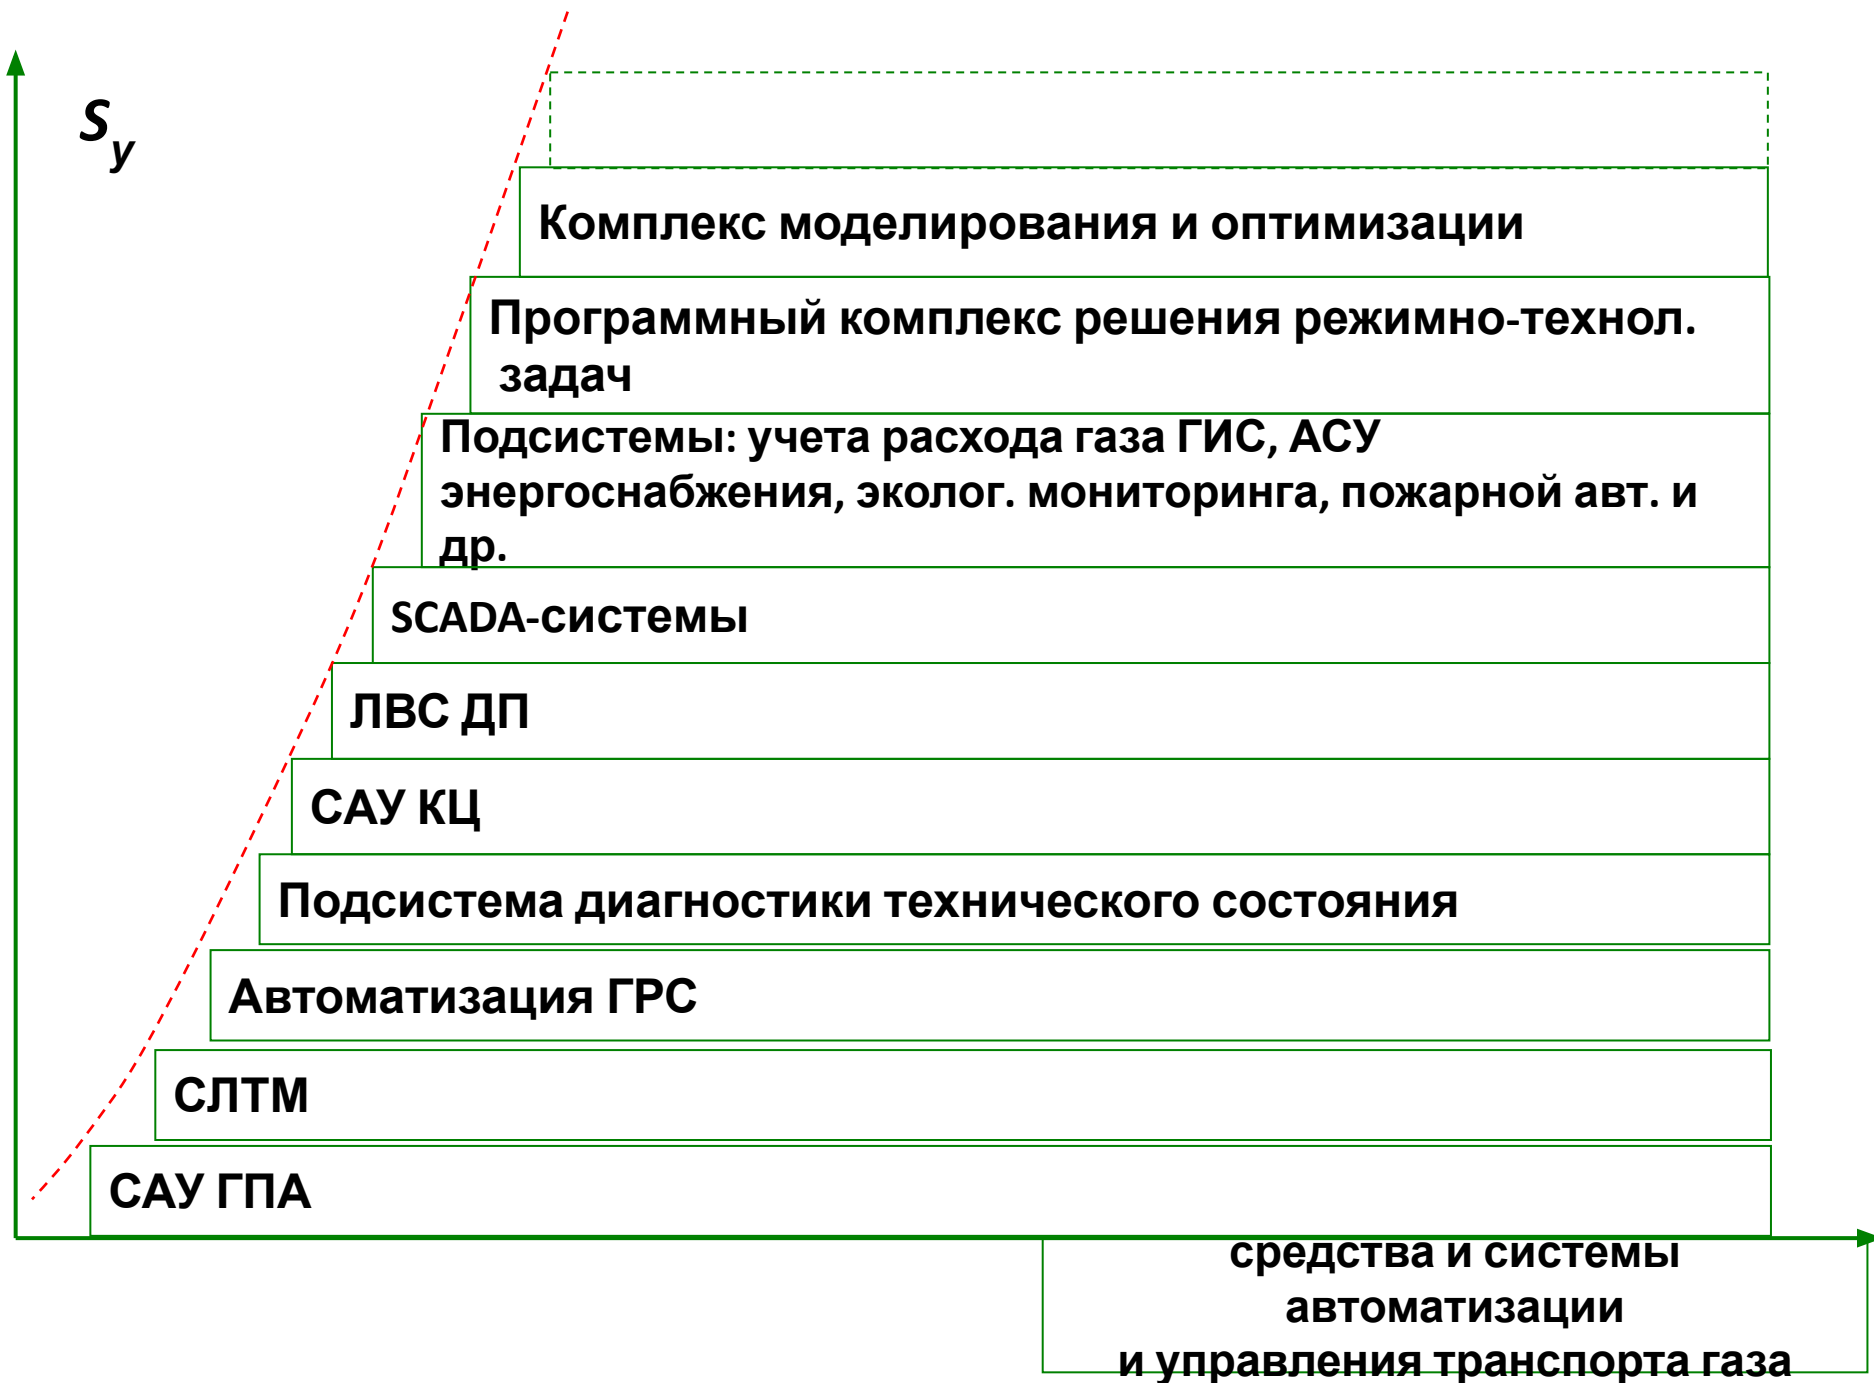 Sy
Комплекс моделирования и оптимизации
Программный комплекс решения режимно-технол.
задач
Подсистемы: учета расхода газа ГИС, АСУ
энергоснабжения, эколог. мониторинга, пожарной авт. и
др.
SCADA-системы
ЛВС ДП
САУ КЦ
Подсистема диагностики технического состояния
Автоматизация ГРС
СЛТМ
САУ ГПА
средства и системы
автоматизации
и управления транспорта газа